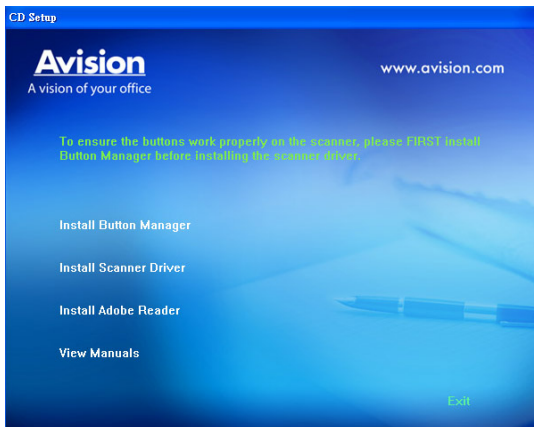 CD Setup
Avision
www.avision.com
A vision of your office
To ensure the buttons work properly on the scanner, please FIRST install
Button Manager before installing the scanner driver.
Install Button Manager
Install Scanner Driver
Install Adobe Reader
View Manuals
Exit